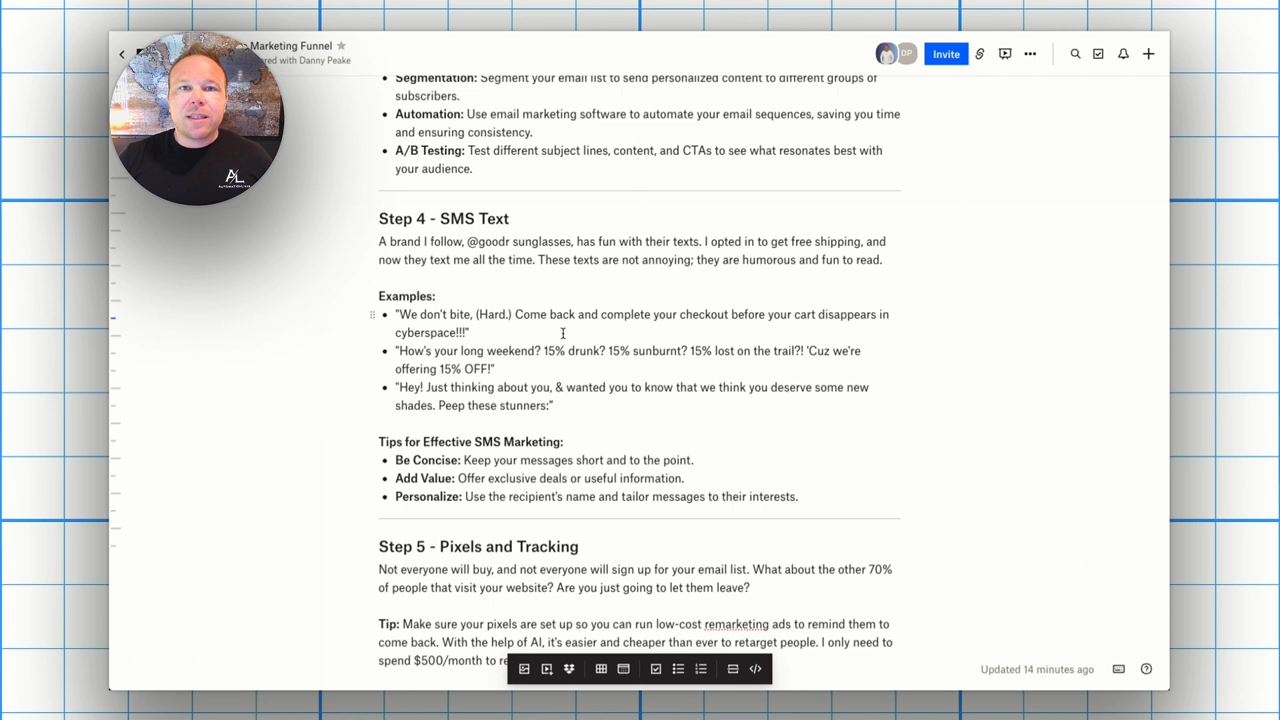 Marketing Funnel
red with Danny Peake
DP
Invite
Segmentation: Segment your email list to send personalized content to different groups of
subscribers.
Automation: Use email marketing software to automate your email sequences, saving you time
and ensuring consistency.
A/B Testing: Test different subject lines, content, and CTAs to see what resonates best with
your audience.
Step 4 - SMS Text
A brand I follow, @goodr sunglasses, has fun with their texts. I opted in to get free shipping, and
now they text me all the time. These texts are not annoying; they are humorous and fun to read.
Examples:
"We don't bite, (Hard.) Come back and complete your checkout before your cart disappears in
cyberspace!!!"
"How's your long weekend? 15% drunk? 15% sunburnt? 15% lost on the trail?! 'Cuz we're
offering 15% OFF!"
"Hey! Just thinking about you, & wanted you to know that we think you deserve some new
shades. Peep these stunners:"
Tips for Effective SMS Marketing:
Be Concise: Keep your messages short and to the point.
Add Value: Offer exclusive deals or useful information.
Personalize: Use the recipient's name and tailor messages to their interests.
Step 5 - Pixels and Tracking
Not everyone will buy, and not everyone will sign up for your email list. What about the other 70%
of people that visit your website? Are you just going to let them leave?
Tip: Make sure your pixels are set up so you can run low-cost remarketing ads to remind them to
come back. With the help of AI, it's easier and cheaper than ever to retarget people. I only need to
spend $500/month to
Updated 14 minutes ago